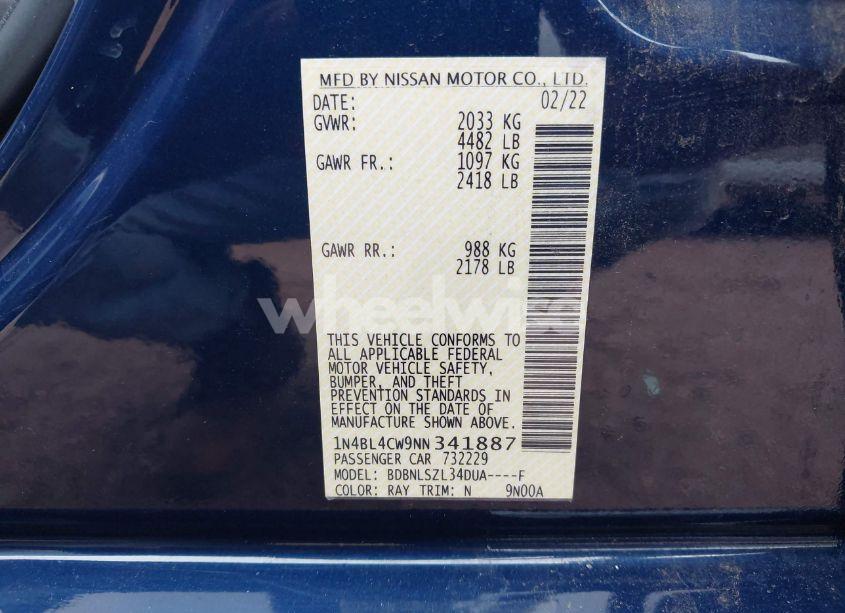 MFD BY NISSAN MOTOR CO., LTD.
DATE: 02/22
GVWR: 2033 KG
4482 LB
GAWR FR.: 1097 KG
2418 LB
GAWR RR.: 988 KG
2178 LB
wheelwise
THIS VEHICLE CONFORMS TO
ALL APPLICABLE FEDERAL
MOTOR VEHICLE SAFETY,
BUMPER, AND THEFT
PREVENTION STANDARDS IN
EFFECT ON THE DATE OF
MANUFACTURE SHOWN ABOVE.
1N4BL4CW9NN341887
PASSENGER CAR 732229
MODEL: BDBNLSZL34DUA----F
COLOR: RAY TRIM: N 9N00A